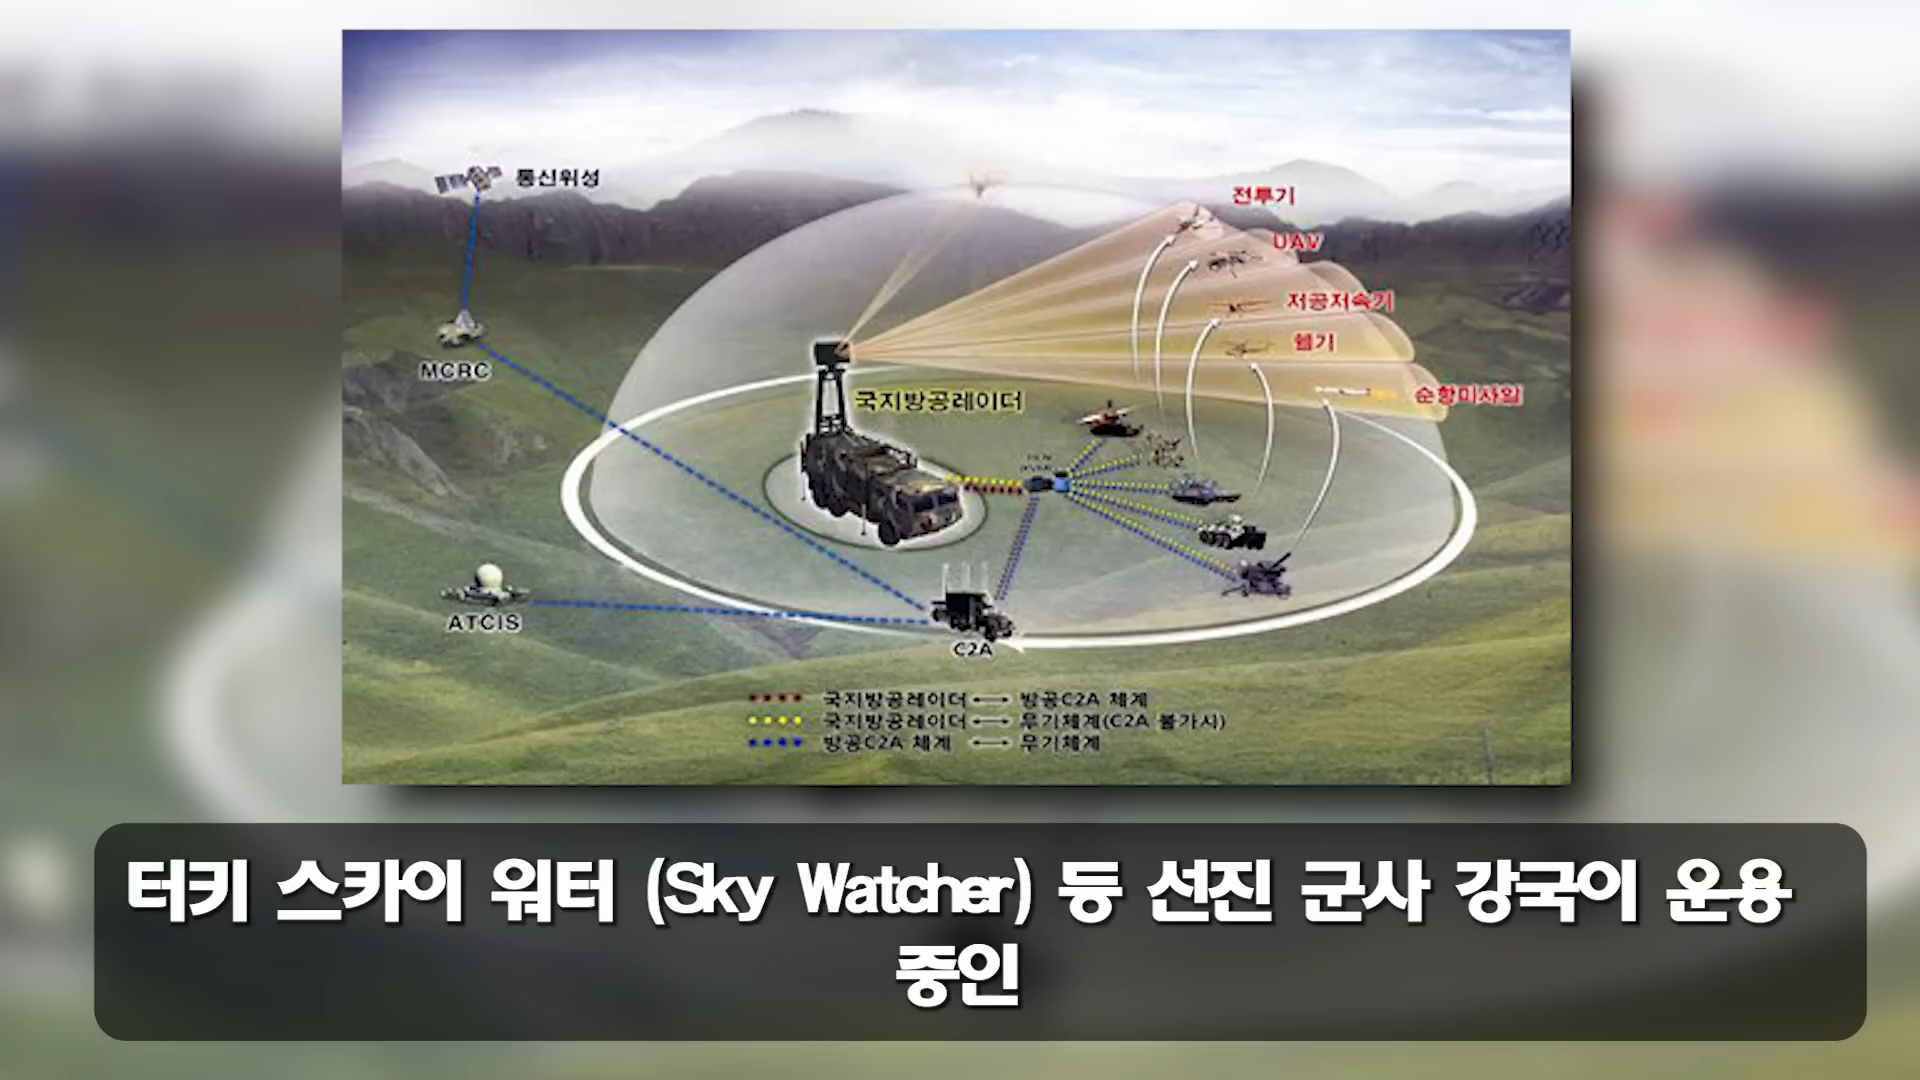 통신위성
전투기
UAV
저공저속기
헬기
순항미사일
MCRC
국지방공레이더
ATCIS
C2A
국지방공레이더 ⟷ 방공C2A 체계
국지방공레이더 ⟷ 무기체계(C2A 불가시)
방공C2A 체계 ⟷ 무기체계
터키 스카이 워터 (Sky Watcher) 등 선진 군사 강국이 운용
중인